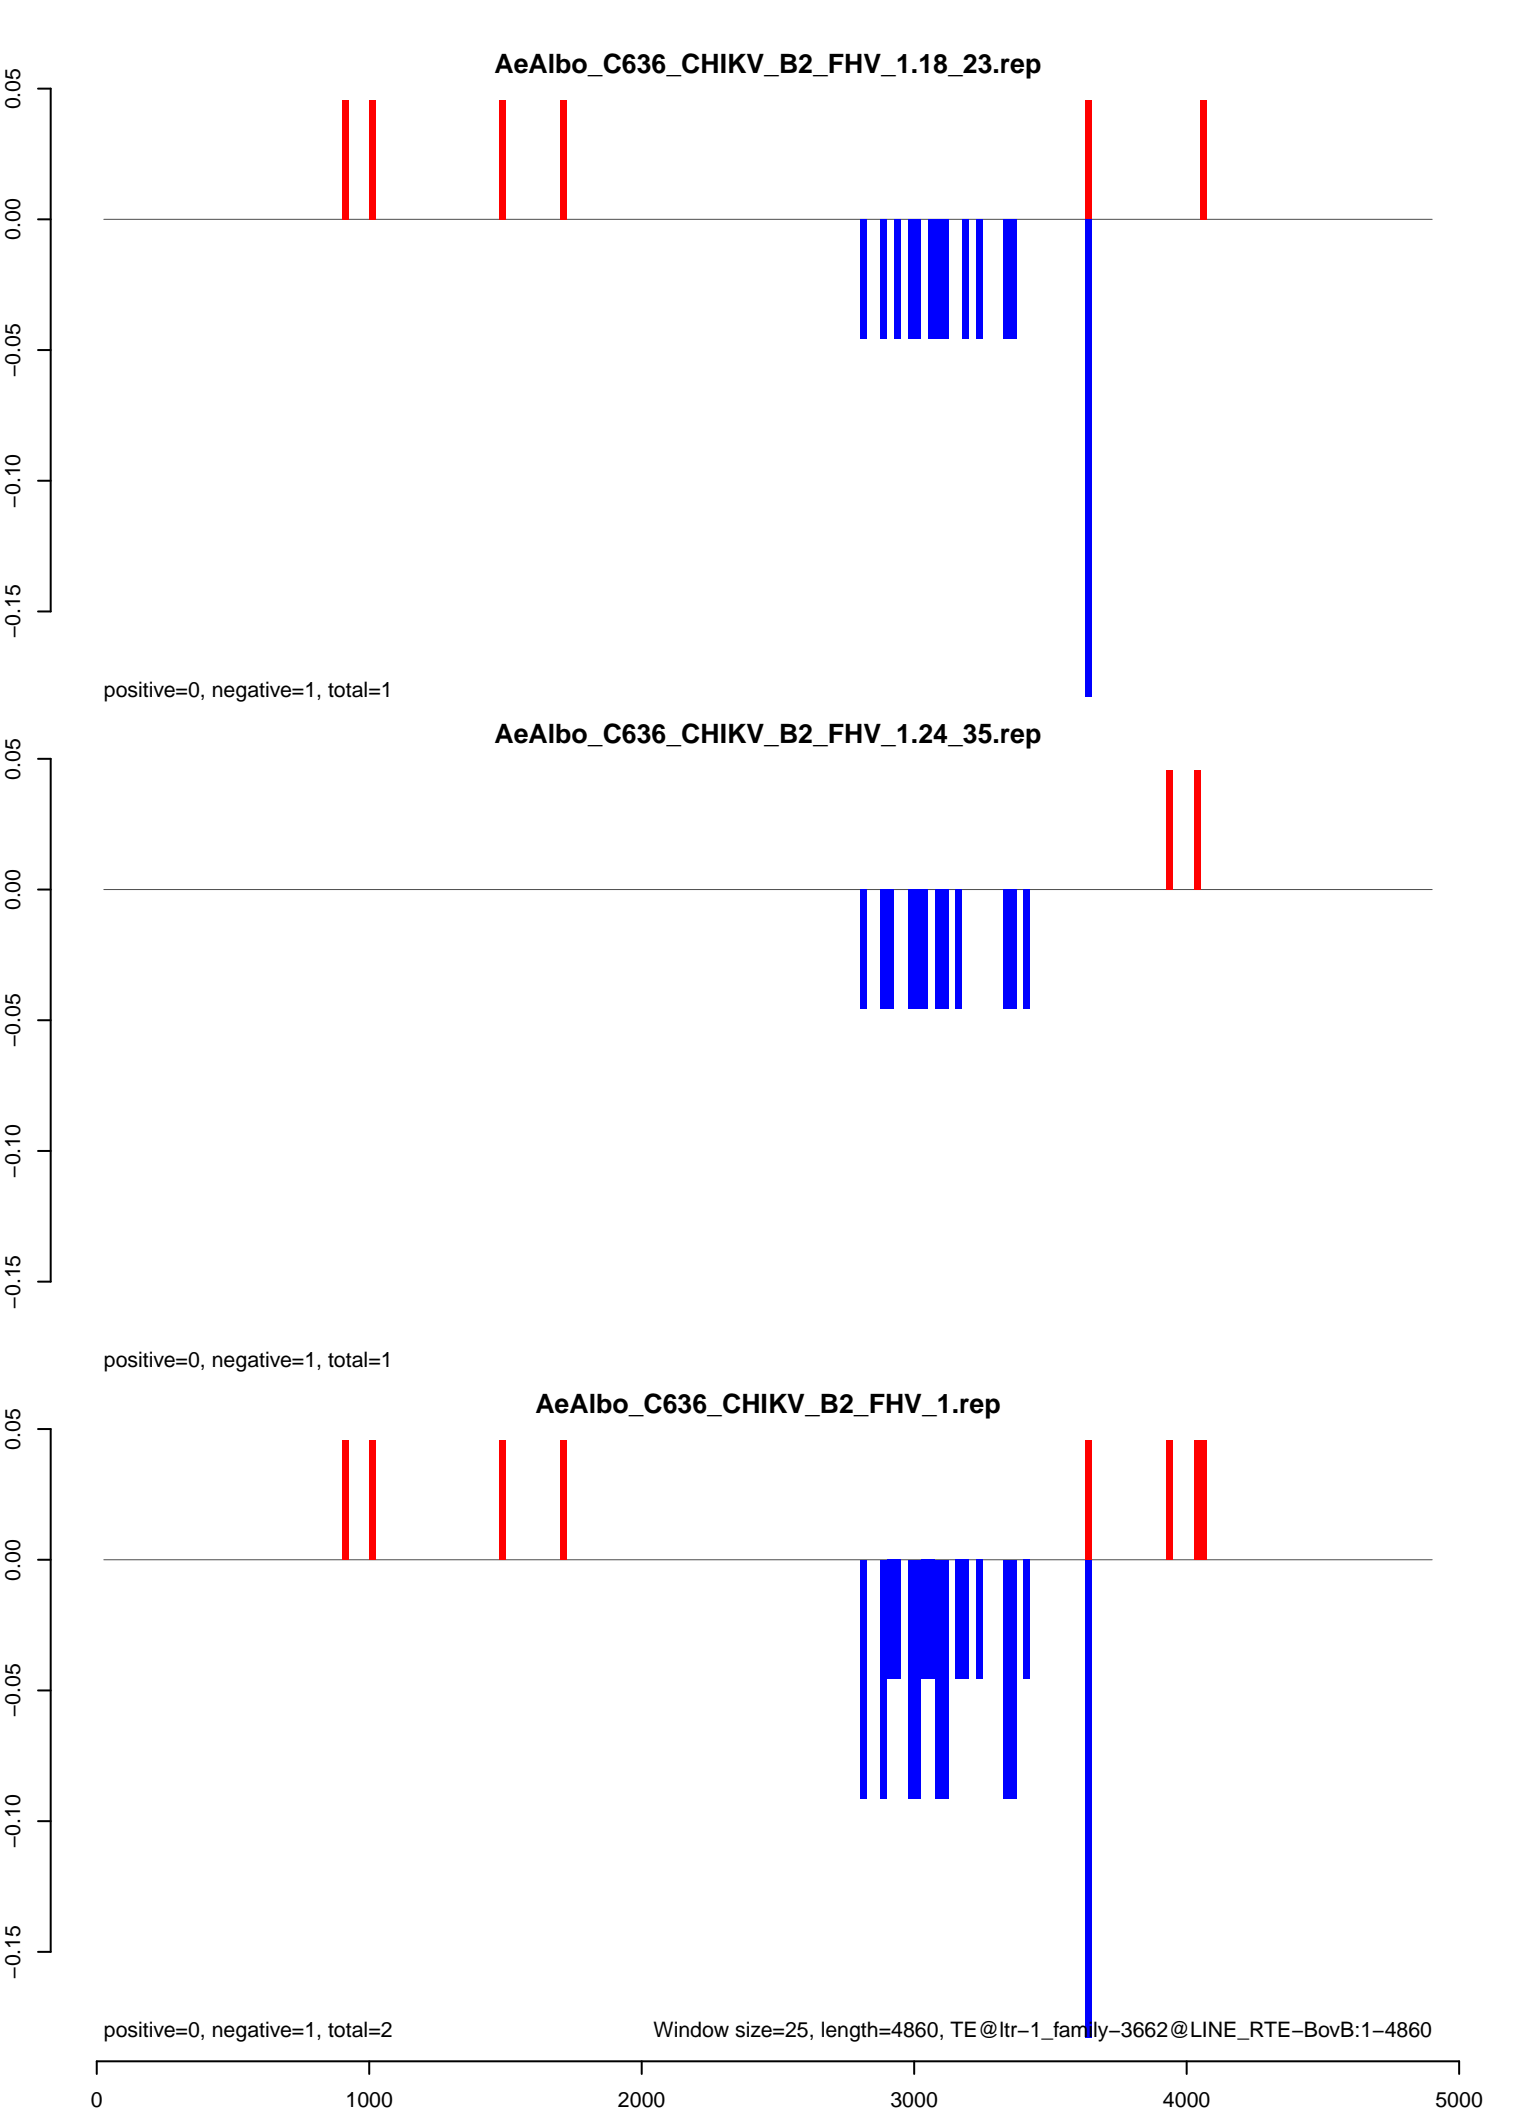 AeAlbo_C636_CHIKV_B2_FHV_1.18_23.rep
0.05
0.00
−0.05
−0.10
−0.15
positive=0, negative=1, total=1
AeAlbo_C636_CHIKV_B2_FHV_1.24_35.rep
0.05
0.00
−0.05
−0.10
−0.15
positive=0, negative=1, total=1
AeAlbo_C636_CHIKV_B2_FHV_1.rep
0.05
0.00
−0.05
−0.10
−0.15
positive=0, negative=1, total=2
Window size=25, length=4860, TE@ltr−1_family−3662@LINE_RTE−BovB:1−4860
0 1000 2000 3000 4000 5000